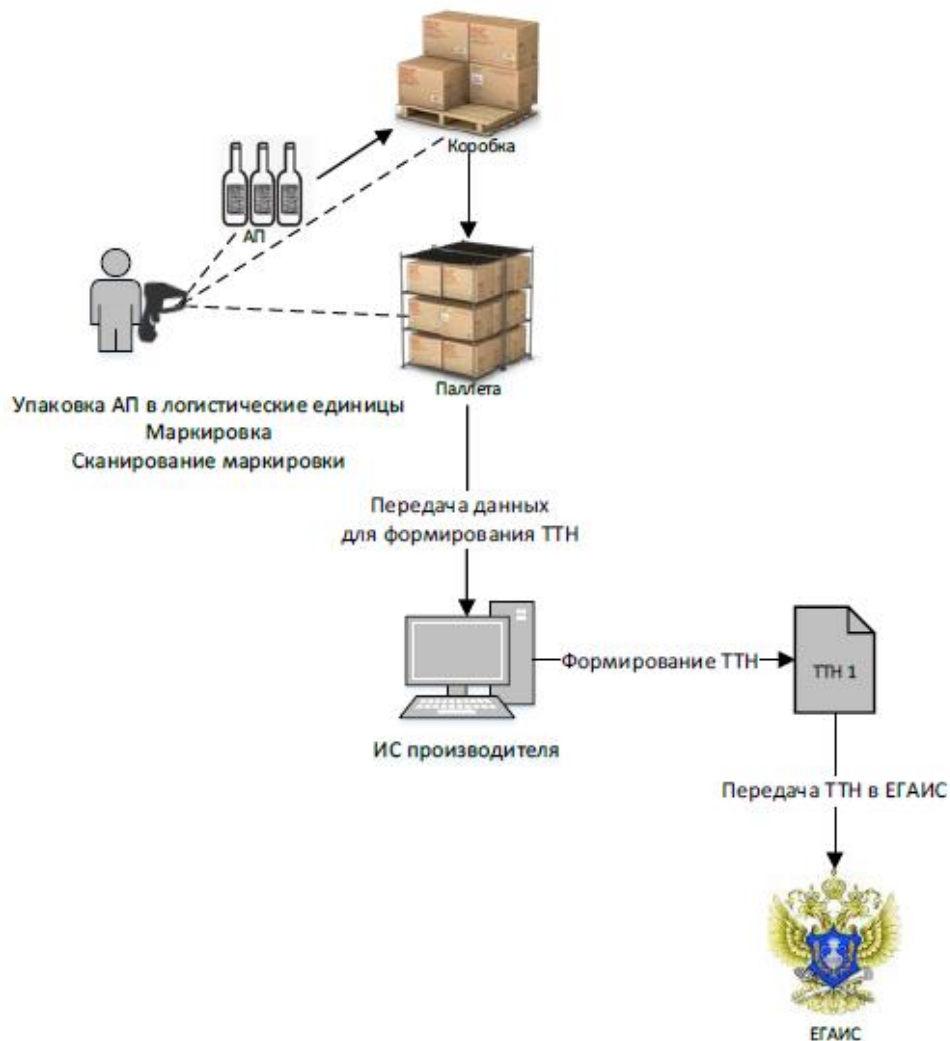 Коробка
АП
Паллета
Упаковка АП в логистические единицы
Маркировка
Сканирование маркировки
Передача данных
для формирования ТТН
Формирование ТТН
ТТН 1
ИС производителя
Передача ТТН в ЕГАИС
ЕГАИС